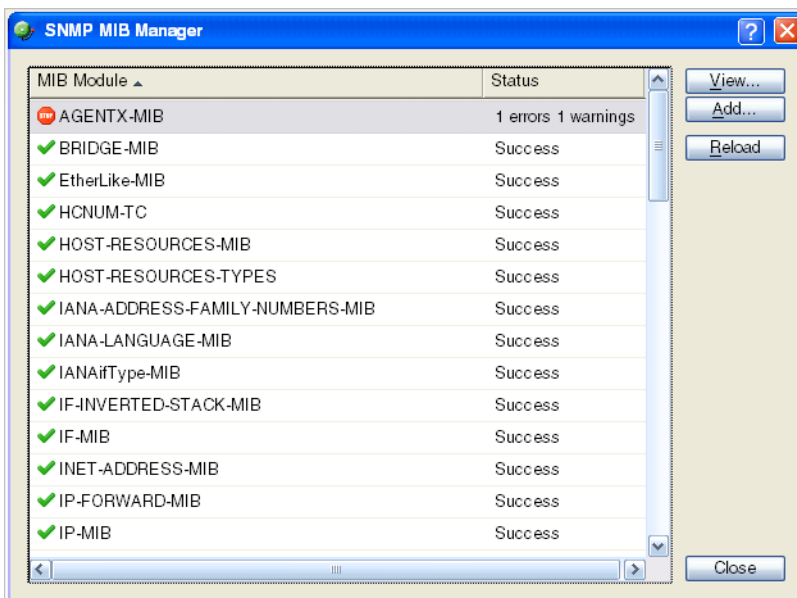 SNMP MIB Manager
MIB Module Status
STOP AGENTX-MIB 1 errors 1 warnings
BRIDGE-MIB Success
EtherLike-MIB Success
HCNUM-TC Success
HOST-RESOURCES-MIB Success
HOST-RESOURCES-TYPES Success
IANA-ADDRESS-FAMILY-NUMBERS-MIB Success
IANA-LANGUAGE-MIB Success
IANAifType-MIB Success
IF-INVERTED-STACK-MIB Success
IF-MIB Success
INET-ADDRESS-MIB Success
IP-FORWARD-MIB Success
IP-MIB Success
View...
Add...
Reload
Close